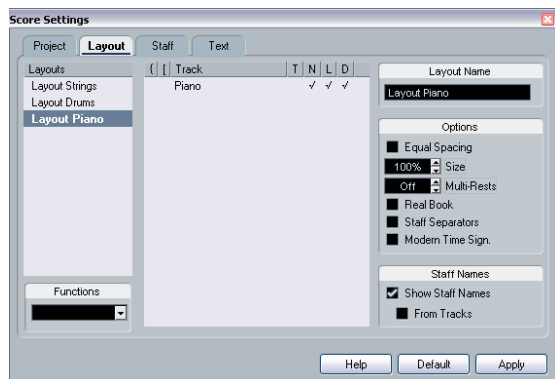 Score Settings
Project Layout Staff Text
Layouts
Layout Strings
Layout Drums
Layout Piano
Functions
{ [ Track T N L D
Piano √ √ √
Layout Name
Layout Piano
Options
Equal Spacing
100% Size
Off Multi-Rests
Real Book
Staff Separators
Modern Time Sign.
Staff Names
Show Staff Names
From Tracks
Help Default Apply